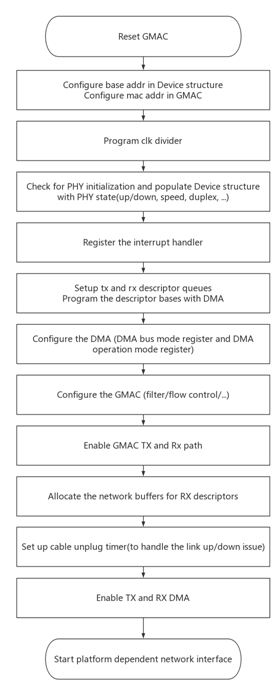 Reset GMAC
Configure base addr in Device structure
Configure mac addr in GMAC
Program clk divider
Check for PHY initialization and populate Device structure
with PHY state(up/down, speed, duplex, ...)
Register the interrupt handler
Setup tx and rx descriptor queues
Program the descriptor bases with DMA
Configure the DMA (DMA bus mode register and DMA
operation mode register)
Configure the GMAC (filter/flow control/...)
Enable GMAC TX and Rx path
Allocate the network buffers for RX descriptors
Set up cable unplug timer(to handle the link up/down issue)
Enable TX and RX DMA
Start platform dependent network interface